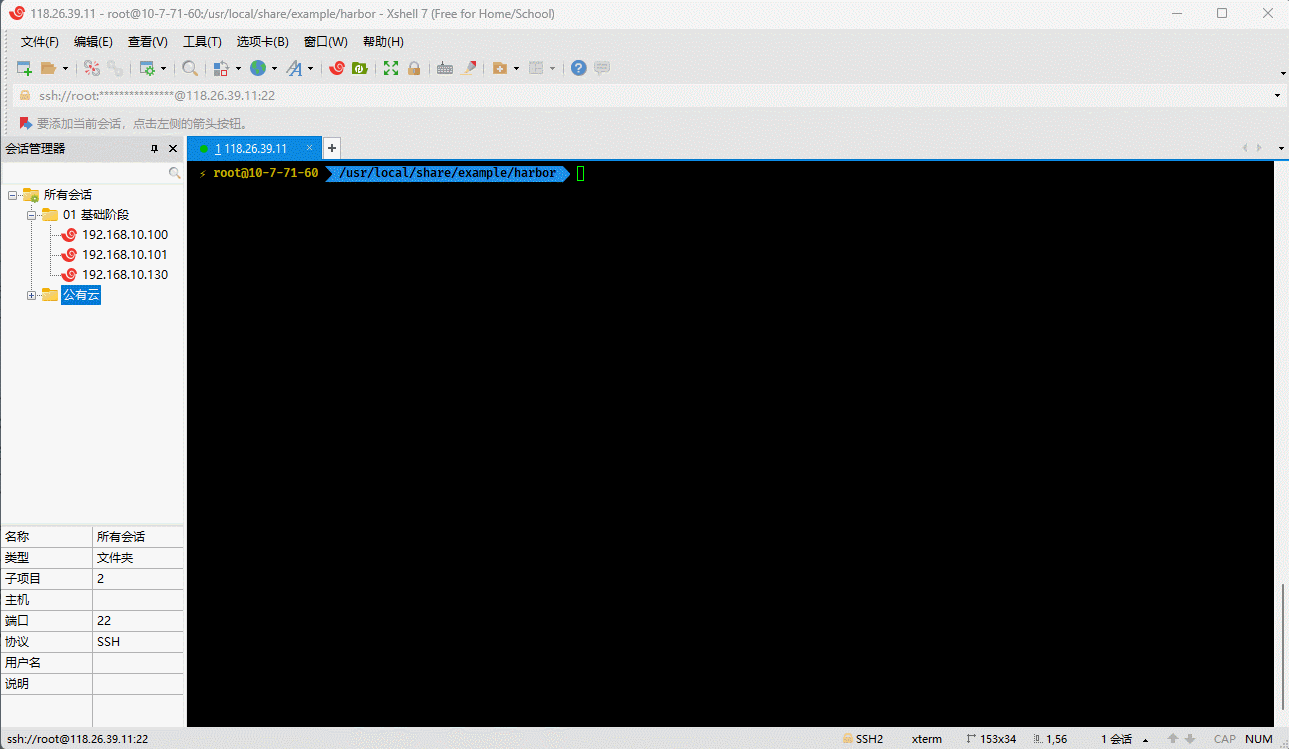 118.26.39.11 - root@10-7-71-60:/usr/local/share/example/harbor - Xshell 7 (Free for Home/School)
文件(F) 编辑(E) 查看(V) 工具(T) 选项卡(B) 窗口(W) 帮助(H)
ssh://root:***************@118.26.39.11:22
要添加当前会话，点击左侧的箭头按钮。
会话管理器
1 118.26.39.11
root@10-7-71-60 /usr/local/share/example/harbor
所有会话
01 基础阶段
192.168.10.100
192.168.10.101
192.168.10.130
公有云
名称 所有会话
类型 文件夹
子项目 2
主机
端口 22
协议 SSH
用户名
说明
ssh://root@118.26.39.11:22 SSH2 xterm 153x34 1,56 1 会话 CAP NUM